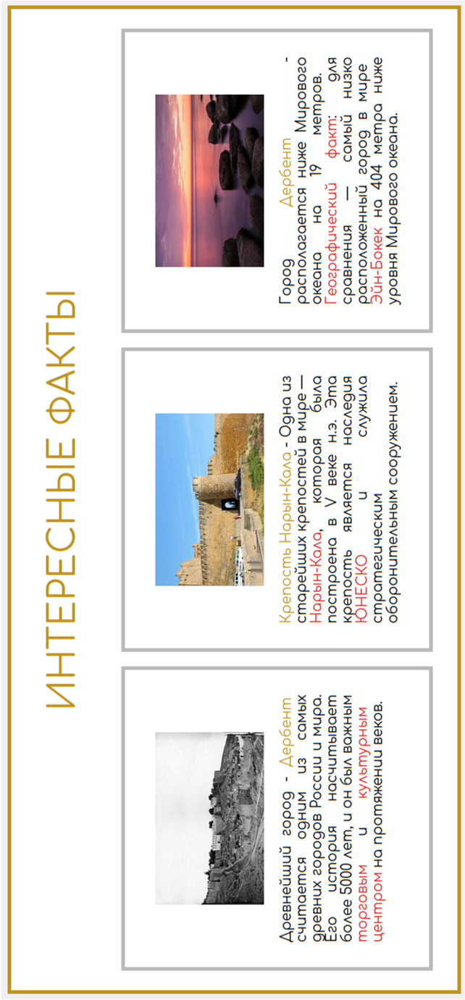 ИНТЕРЕСНЫЕ ФАКТЫ
Древнейший город - Дербент
считается одним из самых
древних городов России и мира.
Его история насчитывает
более 5000 лет, и он был важным
торговым и культурным
центром на протяжении веков.
Крепость Нарын-Кала - Одна из
старейших крепостей в мире —
Нарын-Кала, которая была
построена в V веке н.э. Эта
крепость является наследия
ЮНЕСКО и служила
стратегическим
оборонительным сооружением.
Город Дербент -
располагается ниже Мирового
океана на 19 метров.
Географический факт: для
сравнения — самый низко
расположенный город в мире
Эйн-Бокек на 404 метра ниже
уровня Мирового океана.